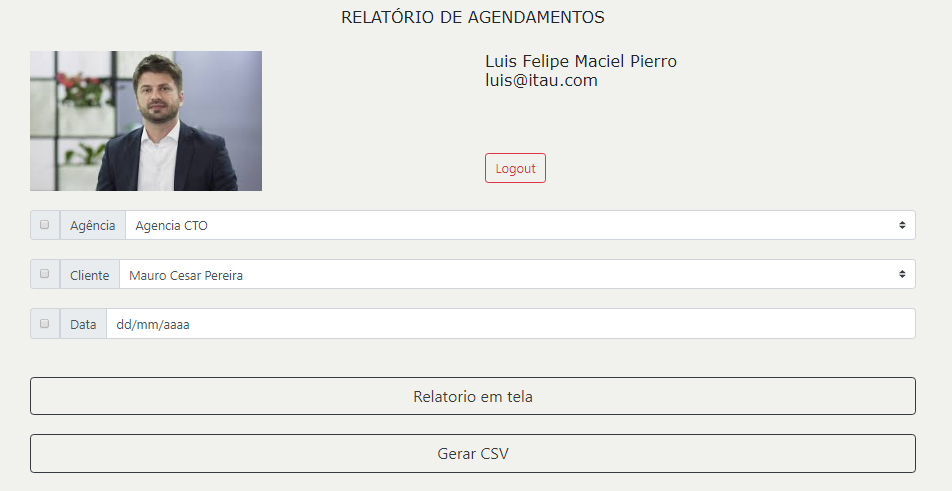 RELATÓRIO DE AGENDAMENTOS
Luis Felipe Maciel Pierro
luis@itau.com
Logout
Agência Agencia CTO
Cliente Mauro Cesar Pereira
Data dd/mm/aaaa
Relatorio em tela
Gerar CSV